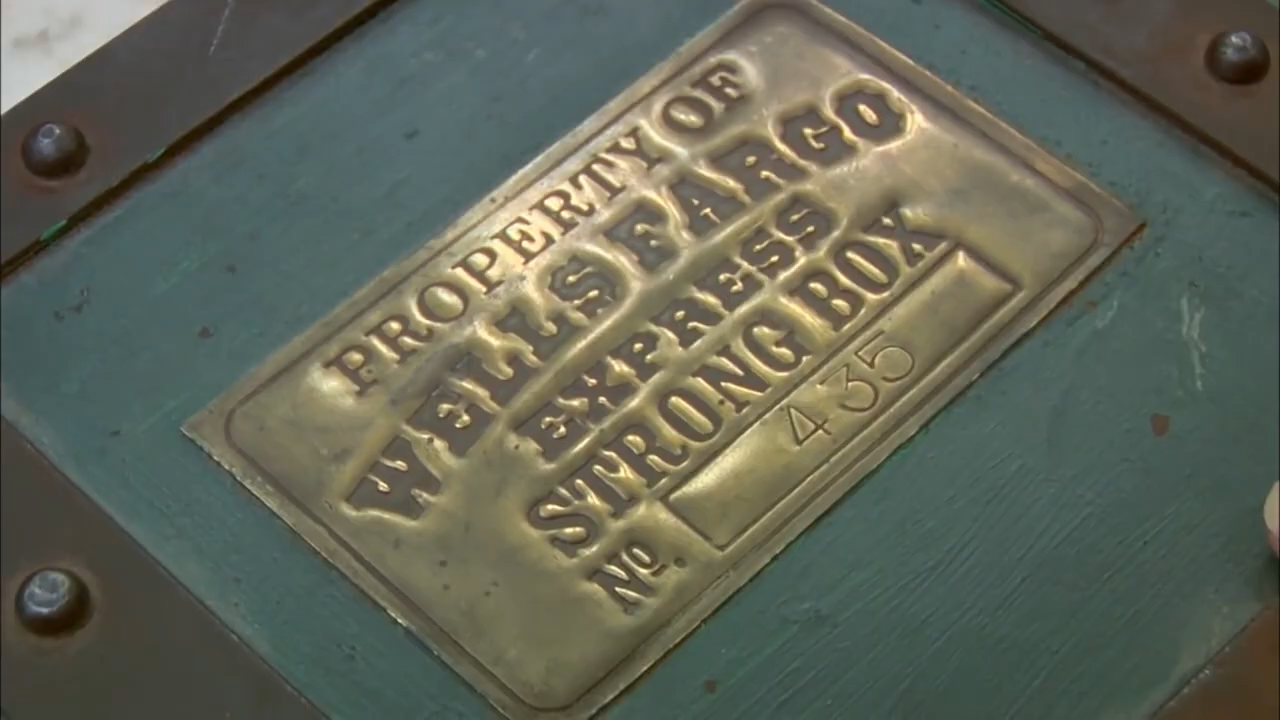 PROPERTY OF
WELLS FARGO
EXPRESS
STRONG BOX
No. 435